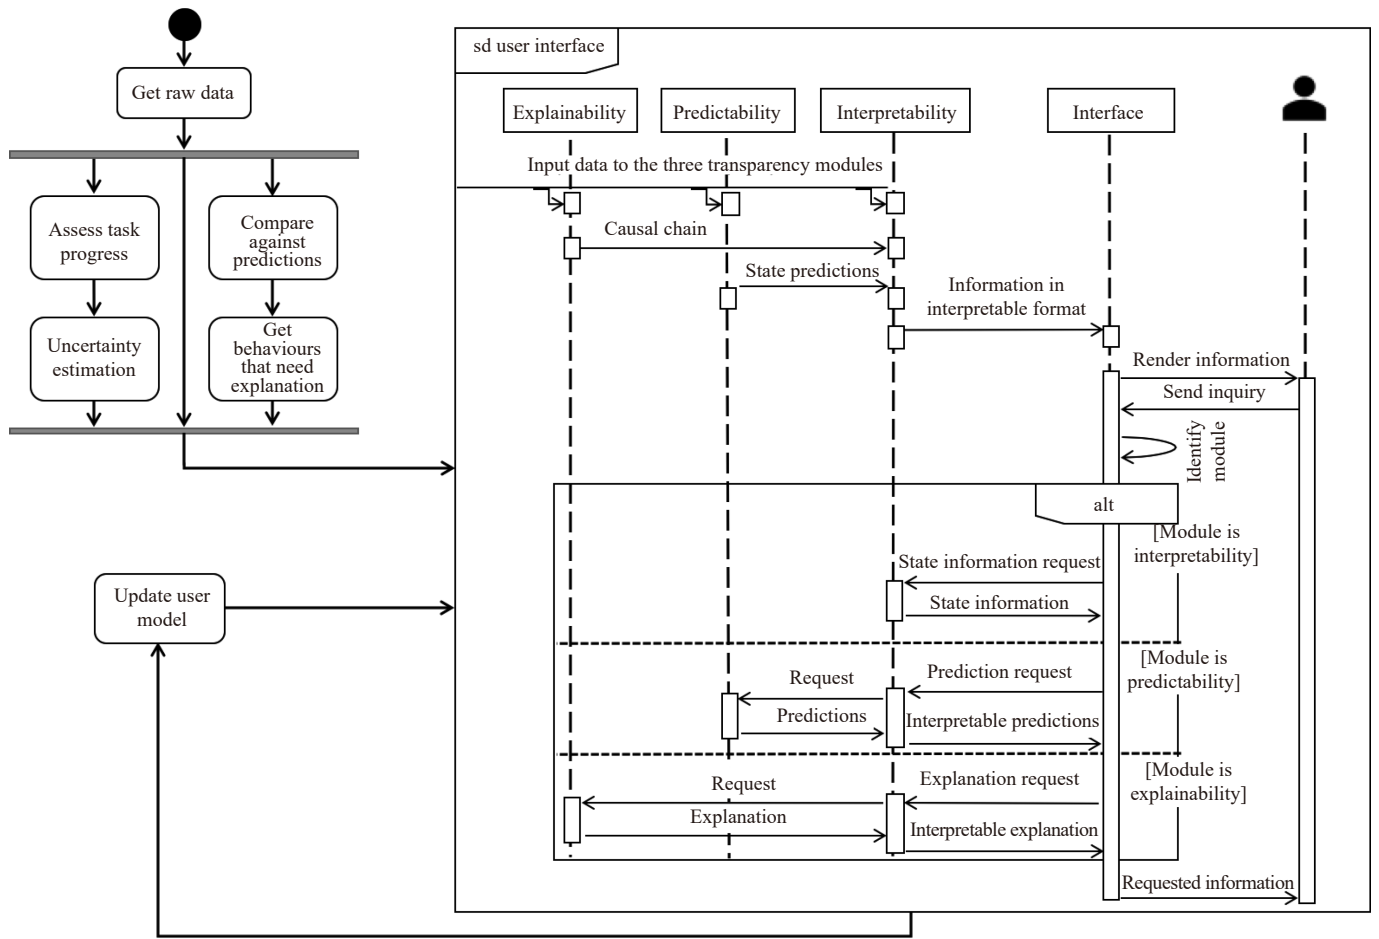 Get raw data
Assess task
progress
Compare
against
predictions
Uncertainty
estimation
Get
behaviours
that need
explanation
Update user
model
sd user interface
Explainability
Predictability
Interpretability
Interface
Input data to the three transparency modules
Causal chain
State predictions
Information in
interpretable format
Render information
Send inquiry
Identify
module
alt
[Module is
interpretability]
State information request
State information
[Module is
predictability]
Prediction request
Request
Predictions
Interpretable predictions
[Module is
explainability]
Explanation request
Request
Explanation
Interpretable explanation
Requested information